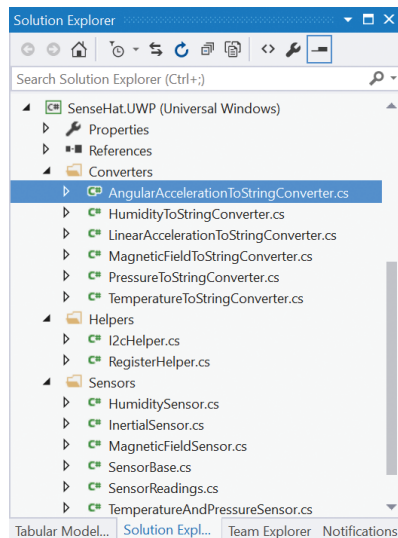 Solution Explorer
Search Solution Explorer (Ctrl+;)
C# SenseHat.UWP (Universal Windows)
Properties
References
Converters
C# AngularAccelerationToStringConverter.cs
C# HumidityToStringConverter.cs
C# LinearAccelerationToStringConverter.cs
C# MagneticFieldToStringConverter.cs
C# PressureToStringConverter.cs
C# TemperatureToStringConverter.cs
Helpers
C# I2cHelper.cs
C# RegisterHelper.cs
Sensors
C# HumiditySensor.cs
C# InertialSensor.cs
C# MagneticFieldSensor.cs
C# SensorBase.cs
C# SensorReadings.cs
C# TemperatureAndPressureSensor.cs
Tabular Model... Solution Expl... Team Explorer Notifications